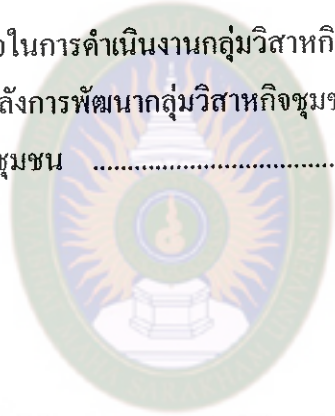 ในการดำเนินงานกลุ่มวิสาหกิ
ลังการพัฒนากลุ่มวิสาหกิจชุมช
ชุมชน ......................................